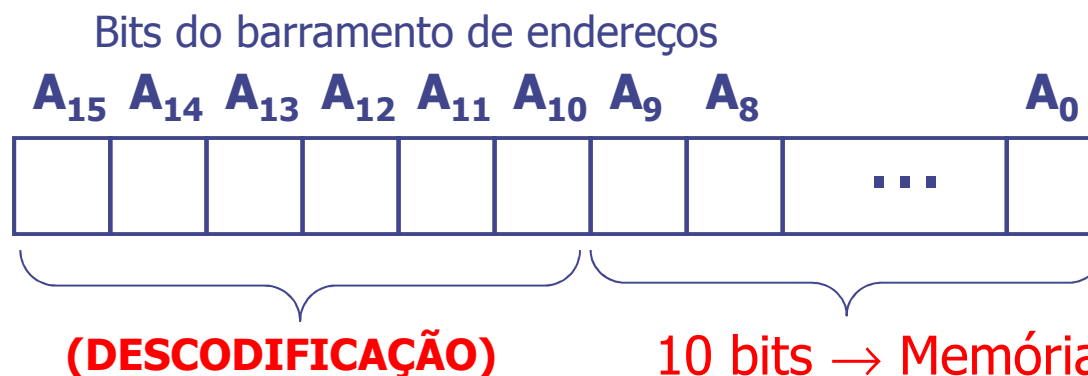 Bits do barramento de endereços
A₁₅ A₁₄ A₁₃ A₁₂ A₁₁ A₁₀ A₉ A₈ A₀
...
(DESCODIFICAÇÃO) 10 bits → Memória